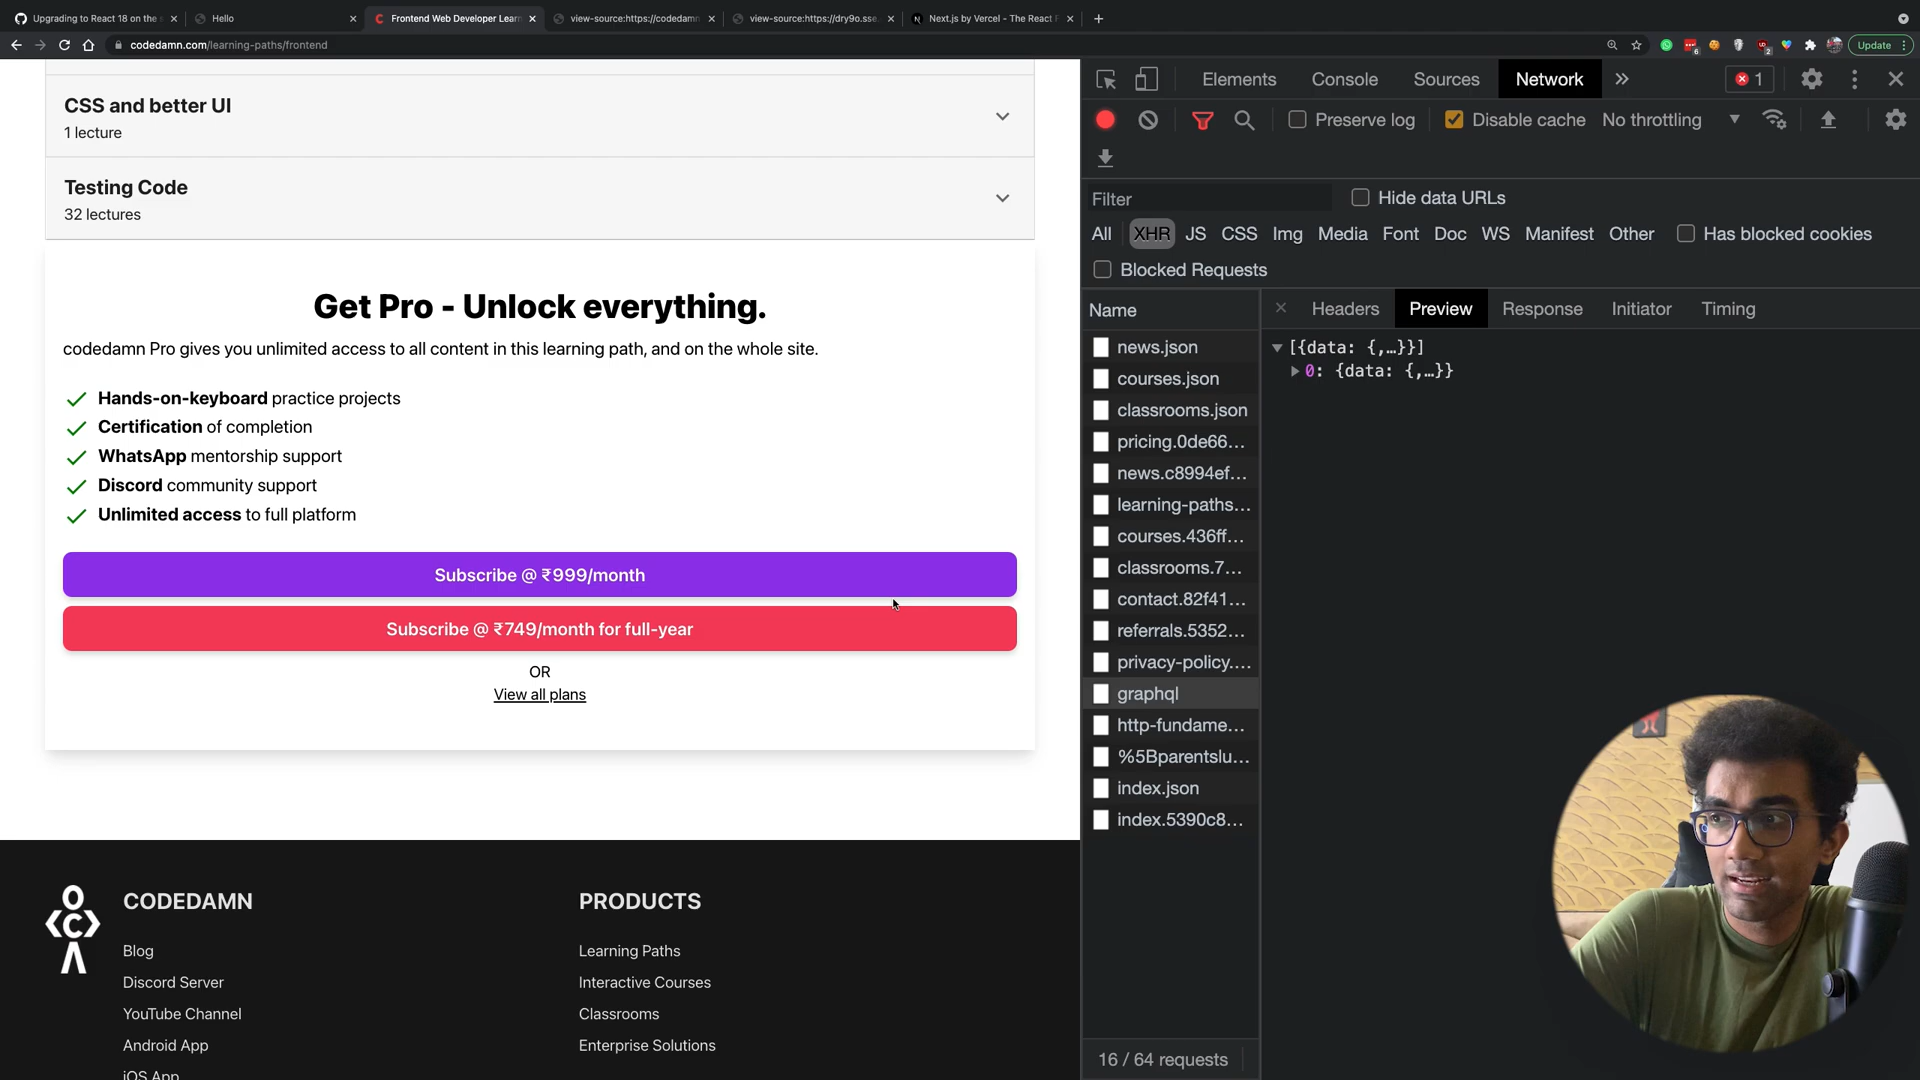 Upgrading to React 18 on the s
Hello
Frontend Web Developer Learn
view-source:https://codedamn
view-source:https://dry9o.sse.
Next.js by Vercel - The React F
codedamn.com/learning-paths/frontend
Update
CSS and better UI
1 lecture
Testing Code
32 lectures
Get Pro - Unlock everything.
codedamn Pro gives you unlimited access to all content in this learning path, and on the whole site.
Hands-on-keyboard practice projects
Certification of completion
WhatsApp mentorship support
Discord community support
Unlimited access to full platform
Subscribe @ ₹999/month
Subscribe @ ₹749/month for full-year
OR
View all plans
CODEDAMN
Blog
Discord Server
YouTube Channel
Android App
iOS App
PRODUCTS
Learning Paths
Interactive Courses
Classrooms
Enterprise Solutions
Elements Console Sources Network 1
Preserve log Disable cache No throttling
Filter Hide data URLs
All XHR JS CSS Img Media Font Doc WS Manifest Other Has blocked cookies
Blocked Requests
Name
news.json
courses.json
classrooms.json
pricing.0de66...
news.c8994ef...
learning-paths...
courses.436ff...
classrooms.7...
contact.82f41...
referrals.5352...
privacy-policy....
graphql
http-fundame...
%5Bparentslu...
index.json
index.5390c8...
16 / 64 requests
Headers Preview Response Initiator Timing
[{data: {,…}}]
0: {data: {,…}}